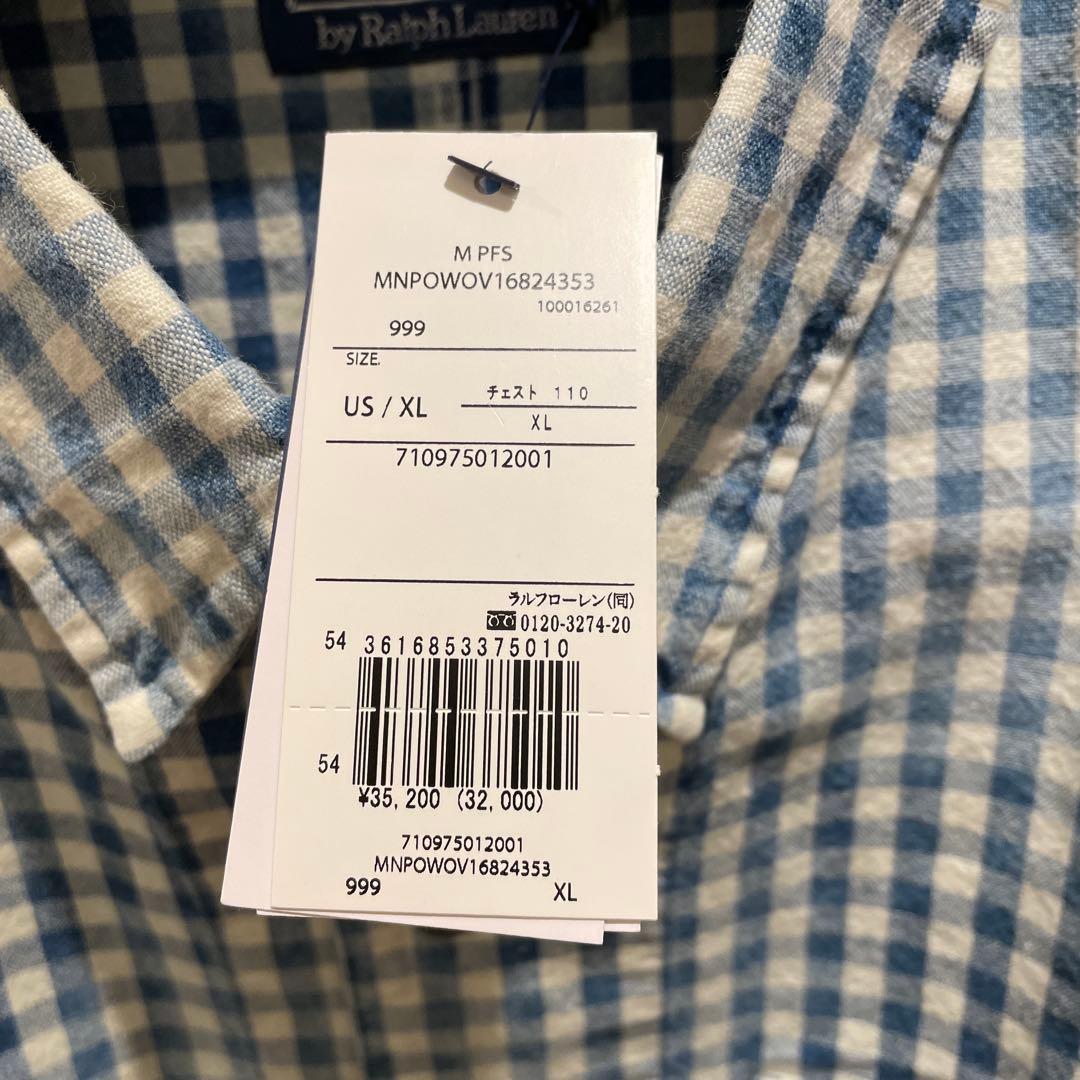 by Ralph Lauren
M PFS
MNPOWOV16824353
100016261
999
SIZE.
US / XL
チェスト 110
XL
710975012001
ラルフローレン(同)
0120-3274-20
54 3616853375010
54
¥35,200 (32,000)
710975012001
MNPOWOV16824353
999 XL